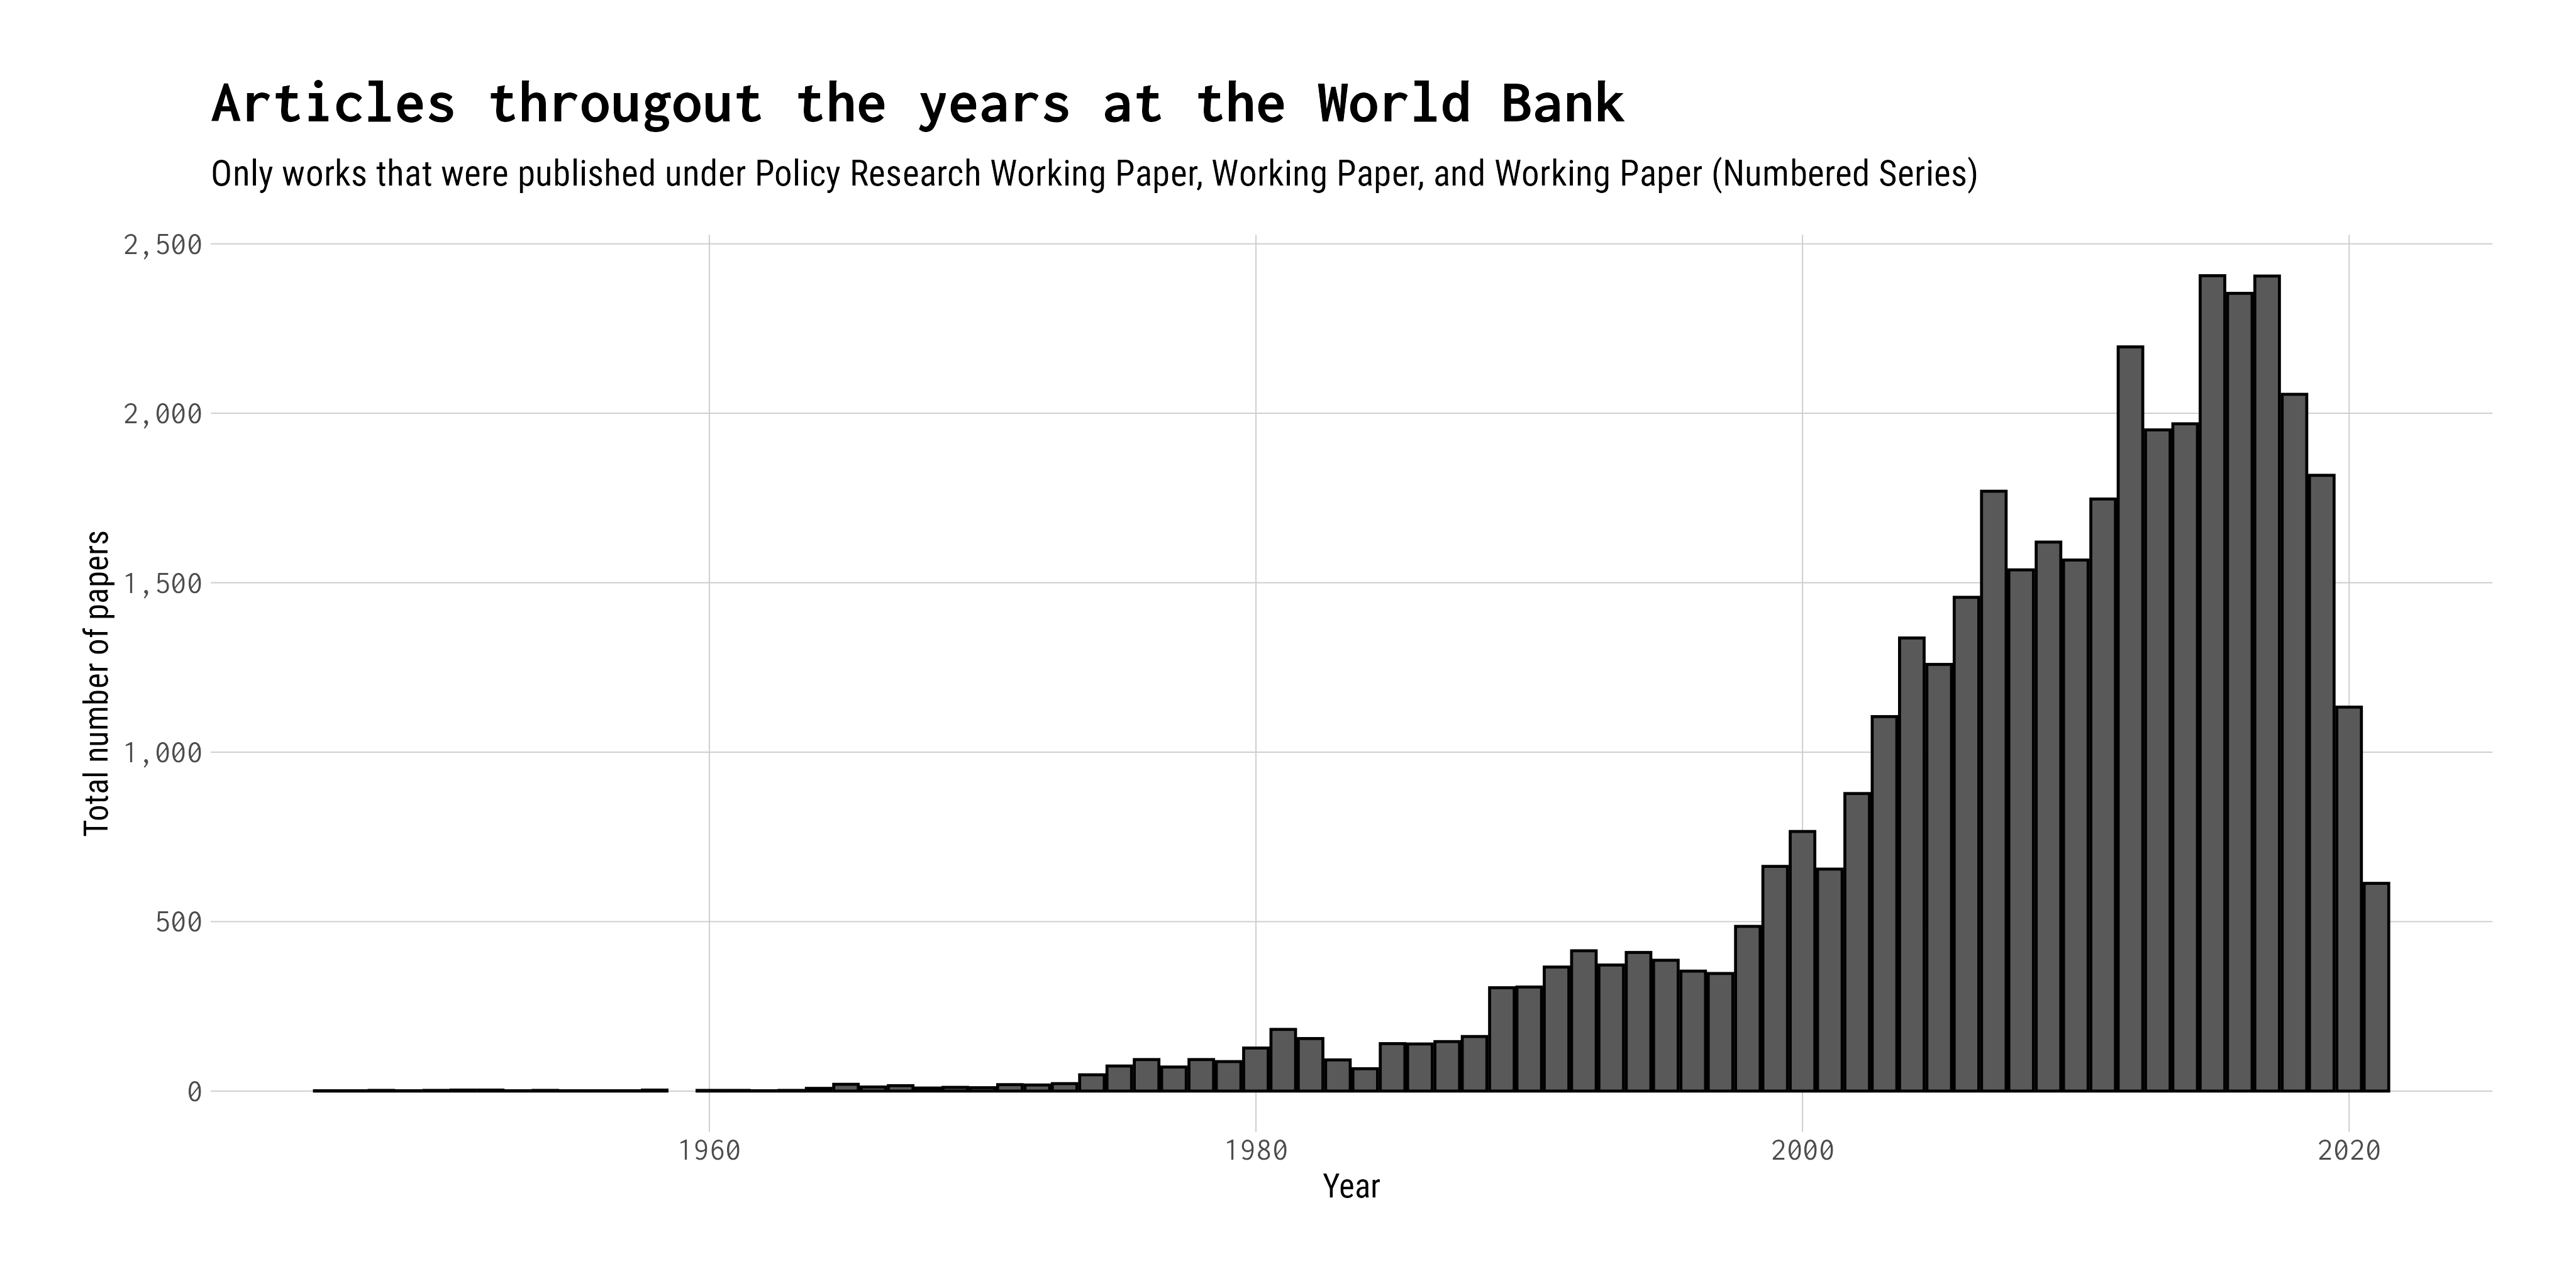 Articles througout the years at the World Bank
Only works that were published under Policy Research Working Paper, Working Paper, and Working Paper (Numbered Series)
Total number of papers
2,500
2,000
1,500
1,000
500
0
1960 1980 2000 2020
Year